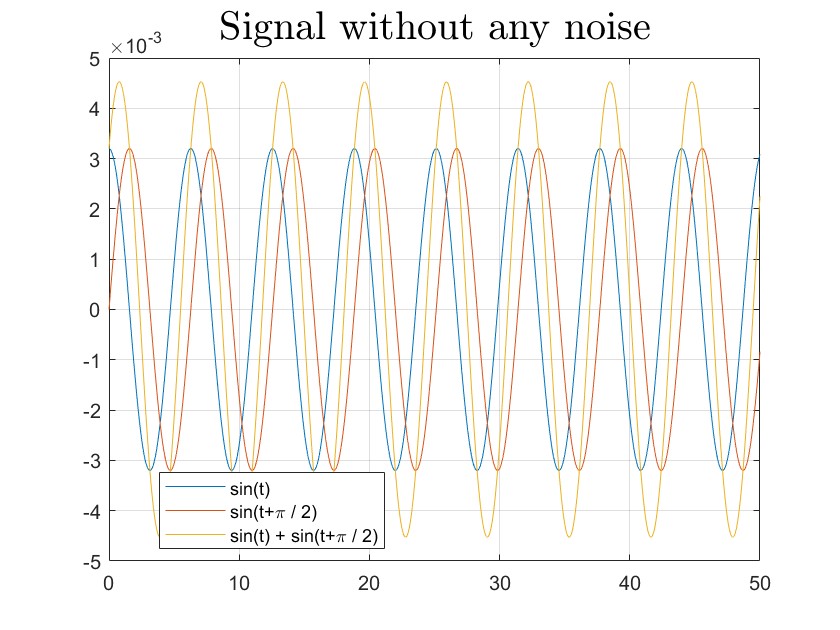 Signal without any noise
×10-3
5
4
3
2
1
0
-1
-2
-3
-4
-5
sin(t)
sin(t+π / 2)
sin(t) + sin(t+π / 2)
0 10 20 30 40 50